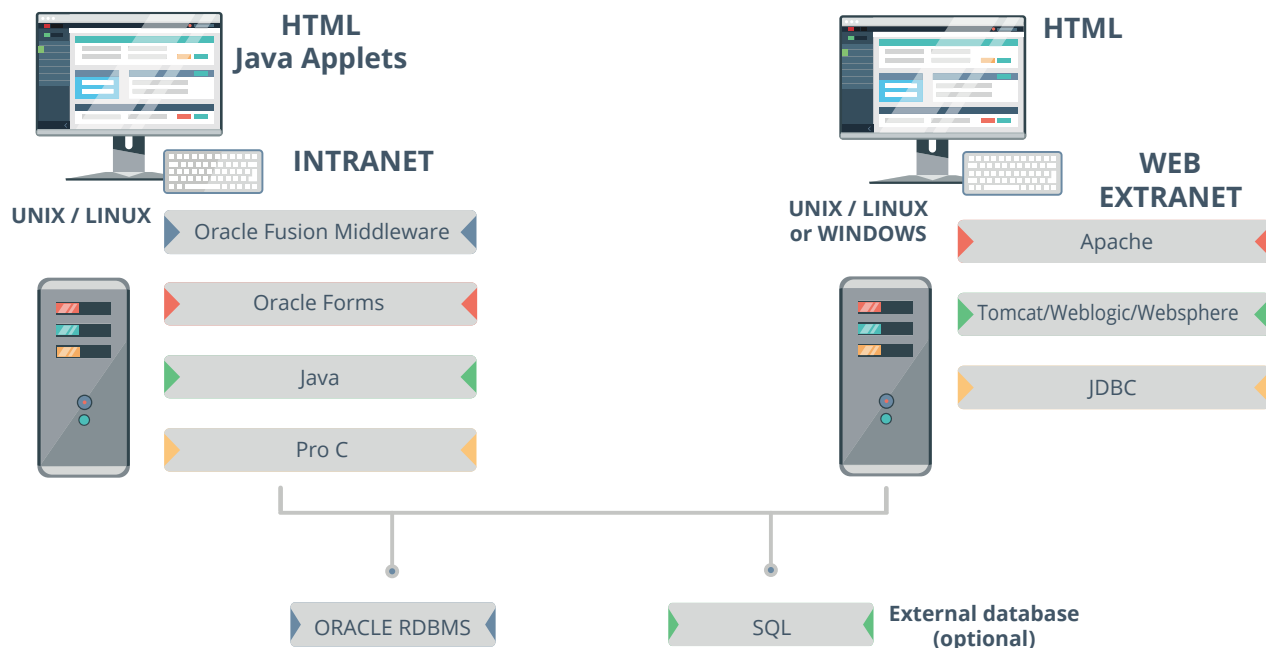 HTML
Java Applets
INTRANET
UNIX / LINUX
Oracle Fusion Middleware
Oracle Forms
Java
Pro C
HTML
WEB
EXTRANET
UNIX / LINUX
or WINDOWS
Apache
Tomcat/Weblogic/Websphere
JDBC
ORACLE RDBMS
SQL
External database
(optional)